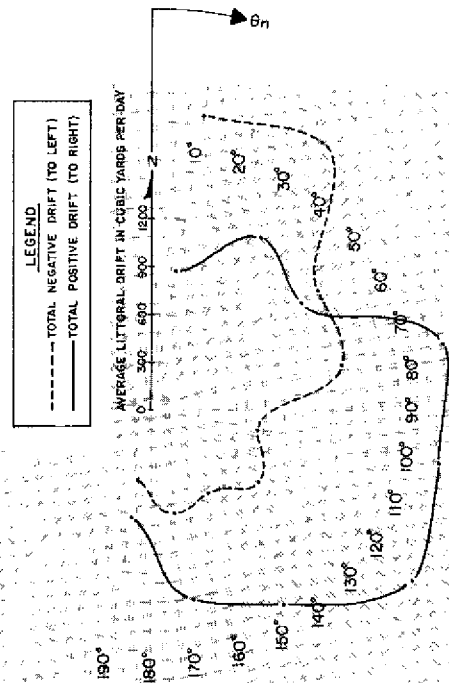 LEGEND
TOTAL NEGATIVE DRIFT (TO LEFT)
TOTAL POSITIVE DRIFT (TO RIGHT)
AVERAGE LITTORAL DRIFT IN CUBIC YARDS PER DAY
0 300 600 900 1200
N
θn
10°
20°
30°
40°
50°
60°
70°
80°
90°
100°
110°
120°
130°
140°
150°
160°
170°
180°
190°